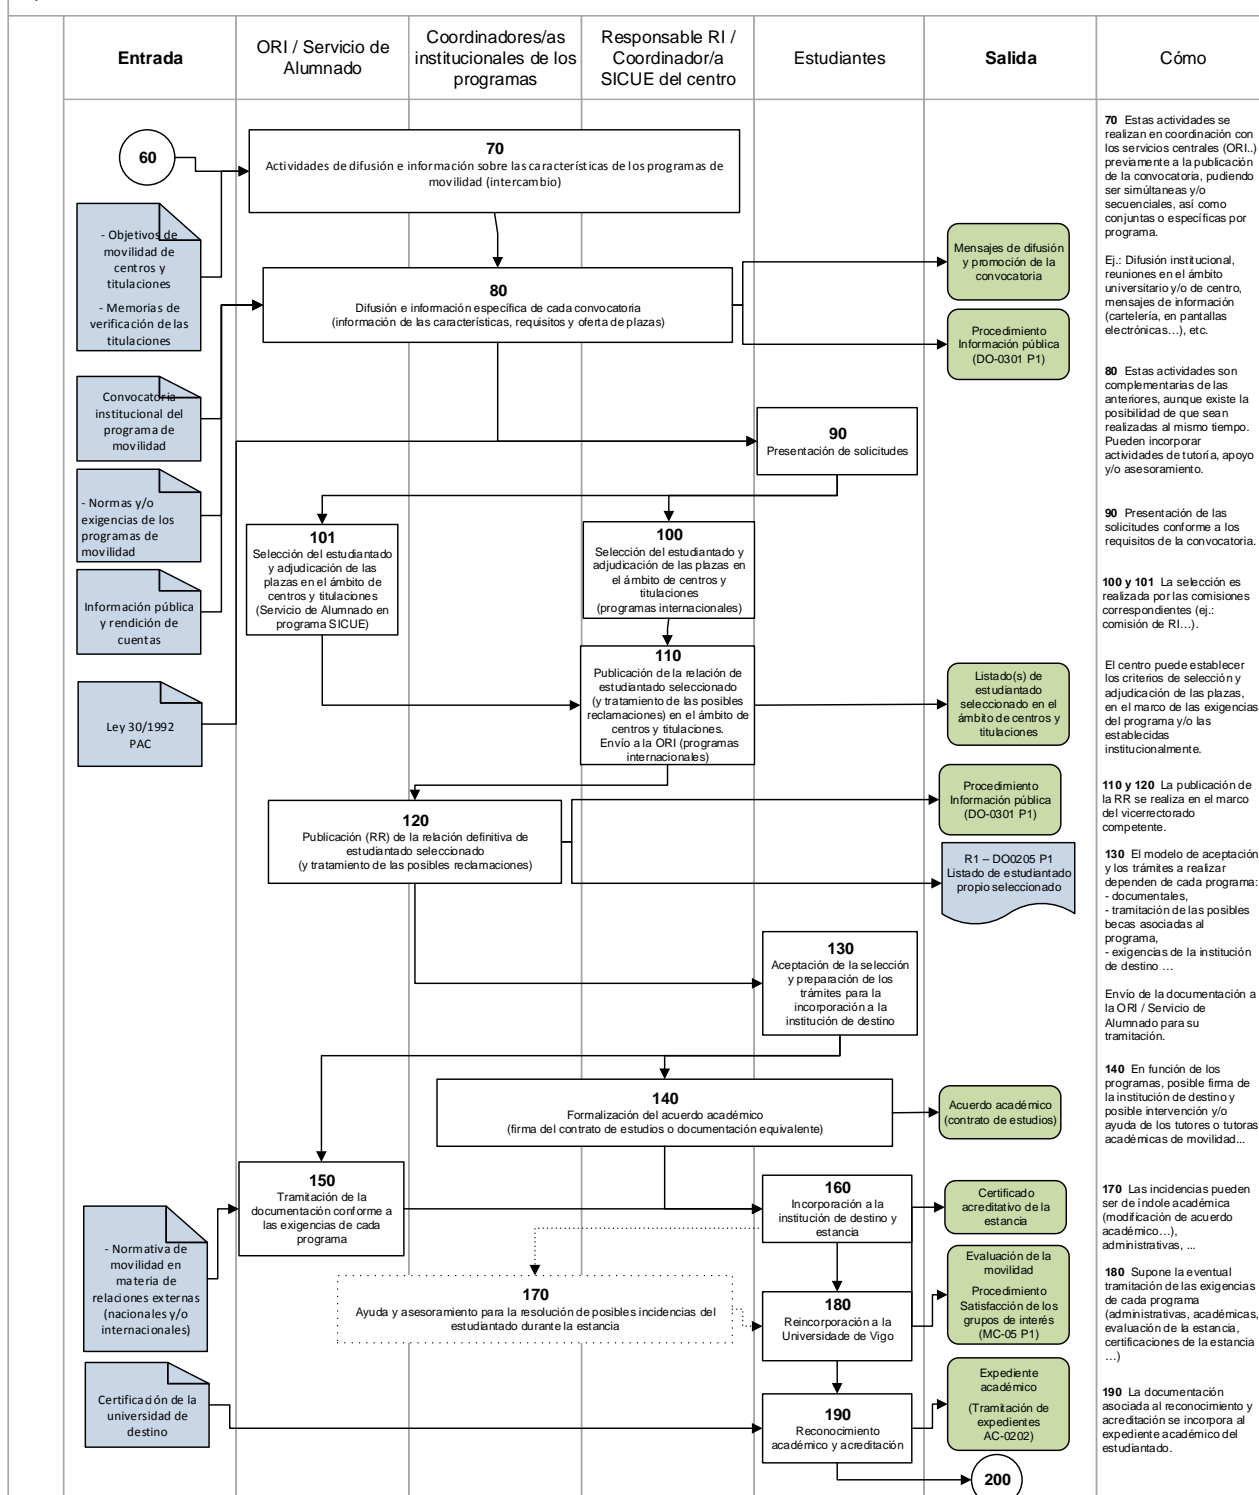 Entrada
ORI / Servicio de
Alumnado
Coordinadores/as
institucionales de los
programas
Responsable RI /
Coordinador/a
SICUE del centro
Estudiantes
Salida
Cómo
60
70
Actividades de difusión e información sobre las características de los programas de
movilidad (intercambio)
- Objetivos de
movilidad de
centros y
titulaciones
- Memorias de
verificación de las
titulaciones
80
Difusión e información específica de cada convocatoria
(información de las características, requisitos y oferta de plazas)
Mensajes de difusión
y promoción de la
convocatoria
Procedimiento
Información pública
(DO-0301 P1)
Convocatoria
institucional del
programa de
movilidad
90
Presentación de solicitudes
- Normas y/o
exigencias de los
programas de
movilidad
101
Selección del estudiantado
y adjudicación de las
plazas en el ámbito de
centros y titulaciones
(Servicio de Alumnado en
programa SICUE)
100
Selección del estudiantado y
adjudicación de las plazas en
el ámbito de centros y
titulaciones
(programas internacionales)
Información pública
y rendición de
cuentas
110
Publicación de la relación de
estudiantado seleccionado
(y tratamiento de las posibles
reclamaciones) en el ámbito de
centros y titulaciones.
Envío a la ORI (programas
internacionales)
Listado(s) de
estudiantado
seleccionado en el
ámbito de centros y
titulaciones
Ley 30/1992
PAC
120
Publicación (RR) de la relación definitiva de
estudiantado seleccionado
(y tratamiento de las posibles reclamaciones)
Procedimiento
Información pública
(DO-0301 P1)
R1 – DO0205 P1
Listado de estudiantado
propio seleccionado
130
Aceptación de la selección
y preparación de los
trámites para la
incorporación a la
institución de destino
140
Formalización del acuerdo académico
(firma del contrato de estudios o documentación equivalente)
Acuerdo académico
(contrato de estudios)
150
Tramitación de la
documentación conforme a
las exigencias de cada
programa
160
Incorporación a la
institución de destino y
estancia
Certificado
acreditativo de la
estancia
- Normativa de
movilidad en
materia de
relaciones externas
(nacionales y/o
internacionales)
170
Ayuda y asesoramiento para la resolución de posibles incidencias del
estudiantado durante la estancia
180
Reincorporación a la
Universidade de Vigo
Evaluación de la
movilidad
Procedimiento
Satisfacción de los
grupos de interés
(MC-05 P1)
Certificación de la
universidad de
destino
190
Reconocimiento
académico y acreditación
Expediente
académico
(Tramitación de
expedientes
AC-0202)
200
70 Estas actividades se
realizan en coordinación con
los servicios centrales (ORI..)
previamente a la publicación
de la convocatoria, pudiendo
ser simúltaneas y/o
secuenciales, así como
conjuntas o específicas por
programa.
Ej.: Difusión institucional,
reuniones en el ámbito
universitario y/o de centro,
mensajes de información
(cartelería, en pantallas
electrónicas...), etc.
80 Estas actividades son
complementarias de las
anteriores, aunque existe la
posibilidad de que sean
realizadas al mismo tiempo.
Pueden incorporar
actividades de tutoría, apoyo
y/o asesoramiento.
90 Presentación de las
solicitudes conforme a los
requisitos de la convocatoria.
100 y 101 La selección es
realizada por las comisiones
correspondientes (ej.:
comisión de RI…).
El centro puede establecer
los criterios de selección y
adjudicación de las plazas,
en el marco de las exigencias
del programa y/o las
establecidas
institucionalmente.
110 y 120 La publicación de
la RR se realiza en el marco
del vicerrectorado
competente.
130 El modelo de aceptación
y los trámites a realizar
dependen de cada programa:
- documentales,
- tramitación de las posibles
becas asociadas al
programa,
- exigencias de la institución
de destino …
Envío de la documentación a
la ORI / Servicio de
Alumnado para su
tramitación.
140 En función de los
programas, posible firma de
la institución de destino y
posible intervención y/o
ayuda de los tutores o tutoras
académicas de movilidad...
170 Las incidencias pueden
ser de índole académica
(modificación de acuerdo
académico…),
administrativas, ...
180 Supone la eventual
tramitación de las exigencias
de cada programa
(administrativas, académicas,
evaluación de la estancia,
certificaciones de la estancia
…)
190 La documentación
asociada al reconocimiento y
acreditación se incorpora al
expediente académico del
estudiantado.